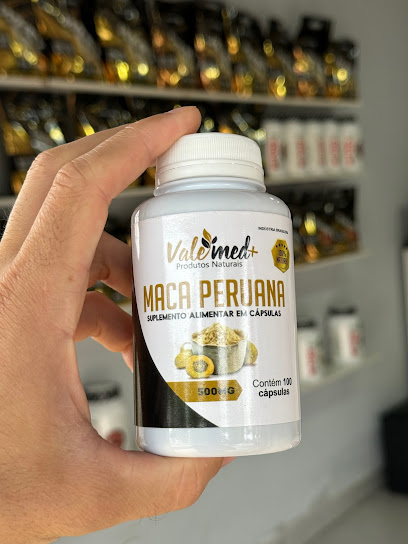 INDÚSTRIA BRASILEIRA
Vale med+
Produtos Naturais
MACA PERUANA
SUPLEMENTO ALIMENTAR EM CÁPSULAS
500MG
Contém 100
cápsulas